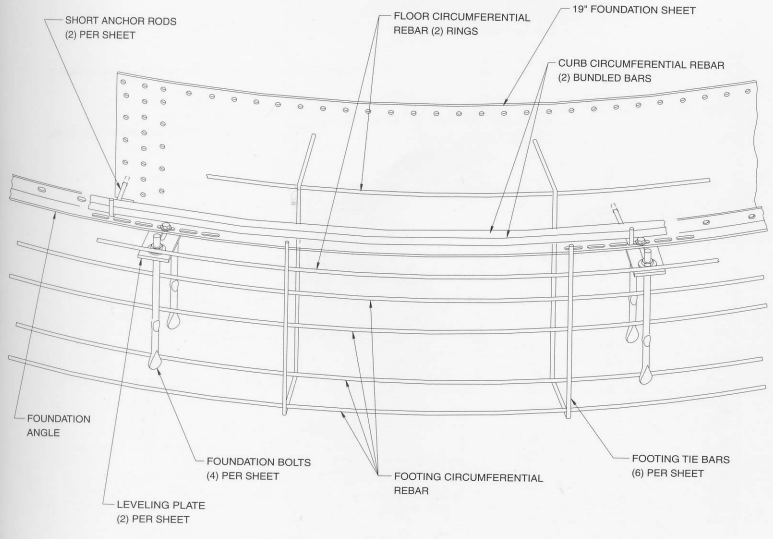 SHORT ANCHOR RODS
(2) PER SHEET
FLOOR CIRCUMFERENTIAL
REBAR (2) RINGS
19" FOUNDATION SHEET
CURB CIRCUMFERENTIAL REBAR
(2) BUNDLED BARS
FOUNDATION
ANGLE
FOUNDATION BOLTS
(4) PER SHEET
LEVELING PLATE
(2) PER SHEET
FOOTING CIRCUMFERENTIAL
REBAR
FOOTING TIE BARS
(6) PER SHEET